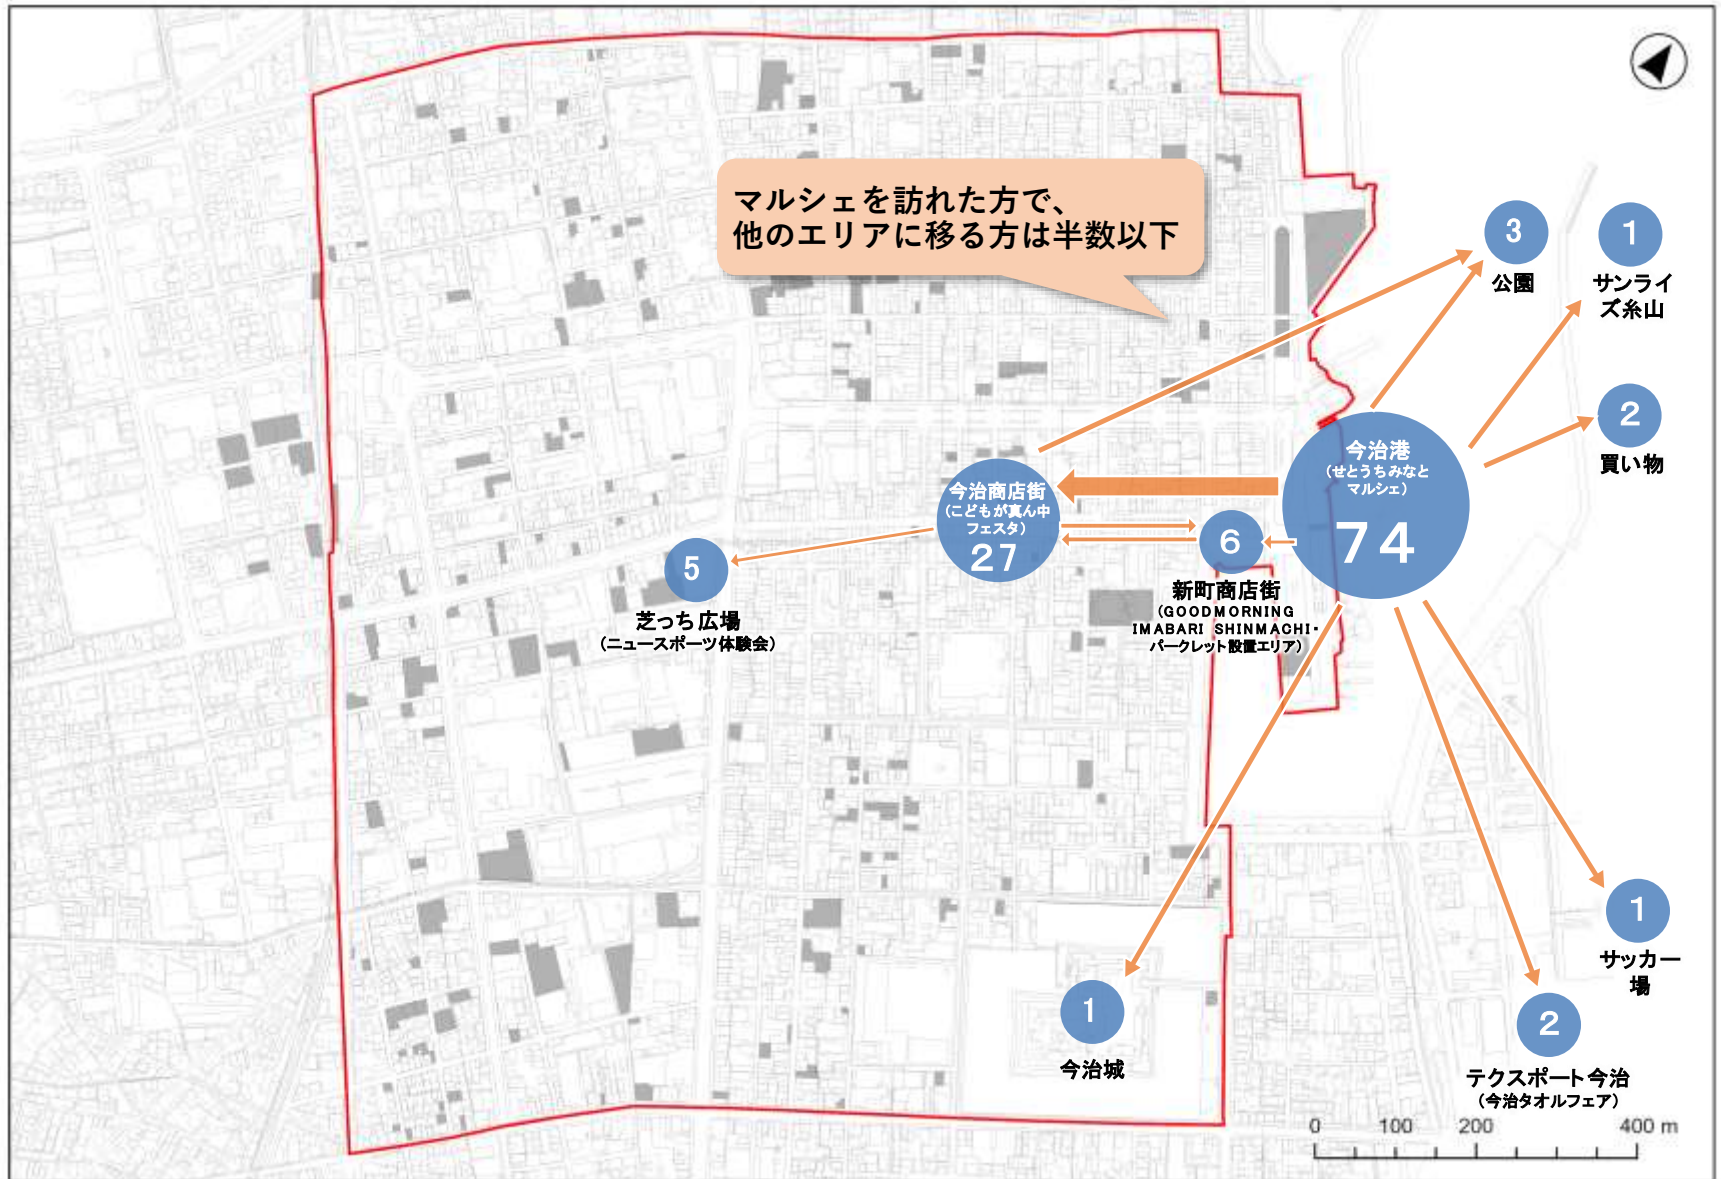 マルシェを訪れた方で、
他のエリアに移る方は半数以下
3
公園
1
サンライ
ズ糸山
2
買い物
今治港
(せとうちみなと
マルシェ)
74
今治商店街
(こどもが真ん中
フェスタ)
27
6
新町商店街
(GOODMORNING
IMABARI SHINMACHI・
パークレット設置エリア)
5
芝っち広場
(ニュースポーツ体験会)
1
今治城
1
サッカー
場
2
テクスポート今治
(今治タオルフェア)
0 100 200 400 m